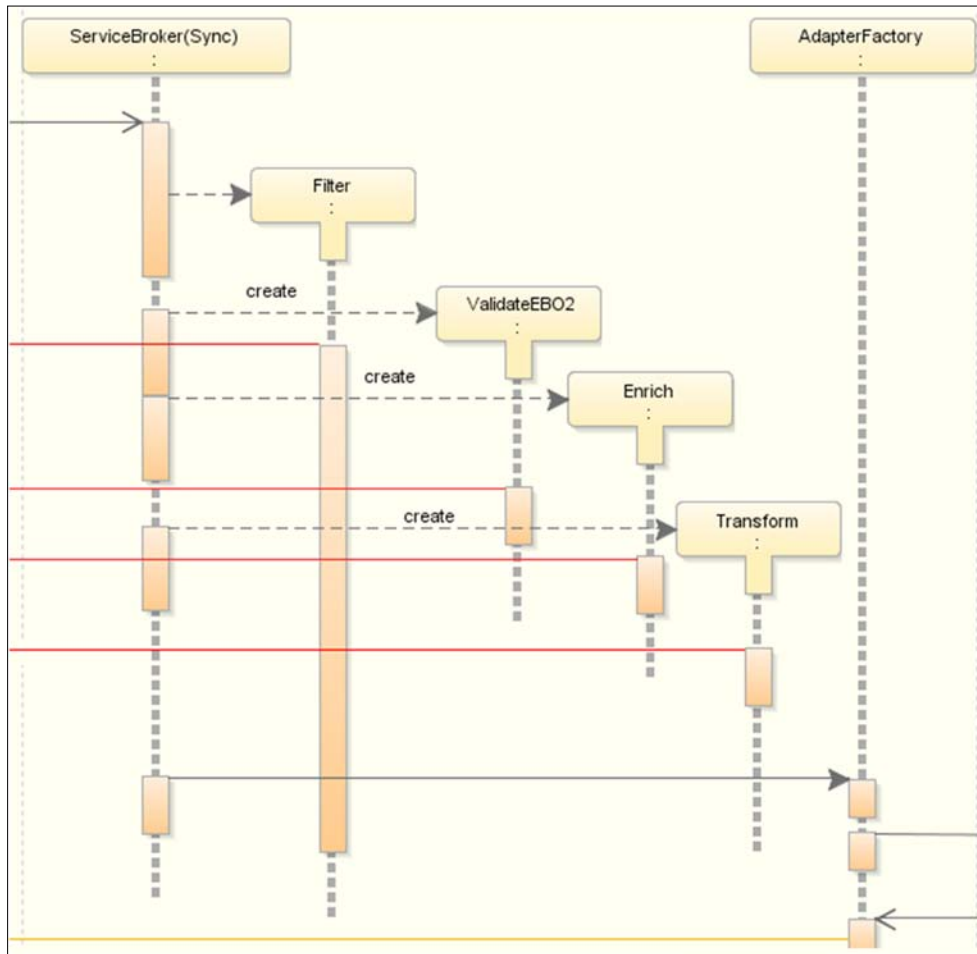 ServiceBroker(Sync)
:
AdapterFactory
:
Filter
:
create
ValidateEBO2
:
create
Enrich
:
create
Transform
: